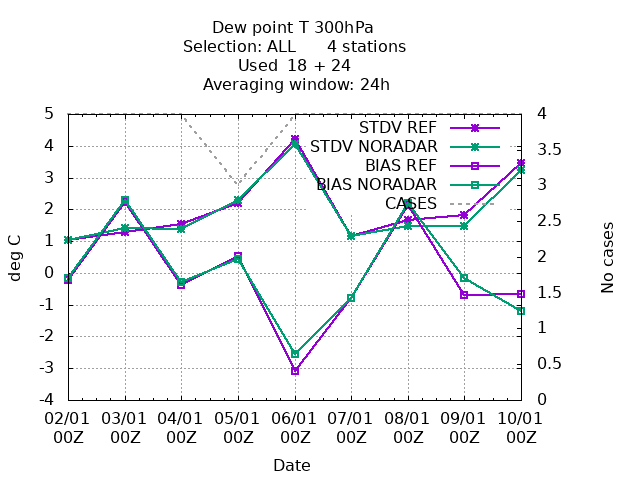 Dew point T 300hPa
Selection: ALL      4 stations
Used  18 + 24
Averaging window: 24h
5
4
3
2
1
0
-1
-2
-3
-4
deg C
4
3.5
3
2.5
2
1.5
1
0.5
0
No cases
STDV REF
STDV NORADAR
BIAS REF
BIAS NORADAR
CASES
02/01 03/01 04/01 05/01 06/01 07/01 08/01 09/01 10/01
00Z 00Z 00Z 00Z 00Z 00Z 00Z 00Z 00Z
Date